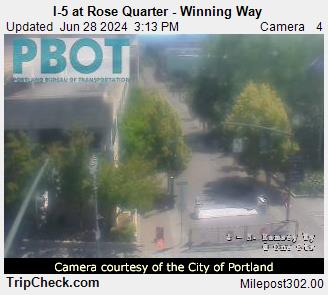 I-5 at Rose Quarter - Winning Way
Updated Jun 28 2024 3:13 PM Camera 4
PBOT
PORTLAND BUREAU OF TRANSPORTATION
Camera courtesy of the City of Portland
TripCheck.com Milepost302.00